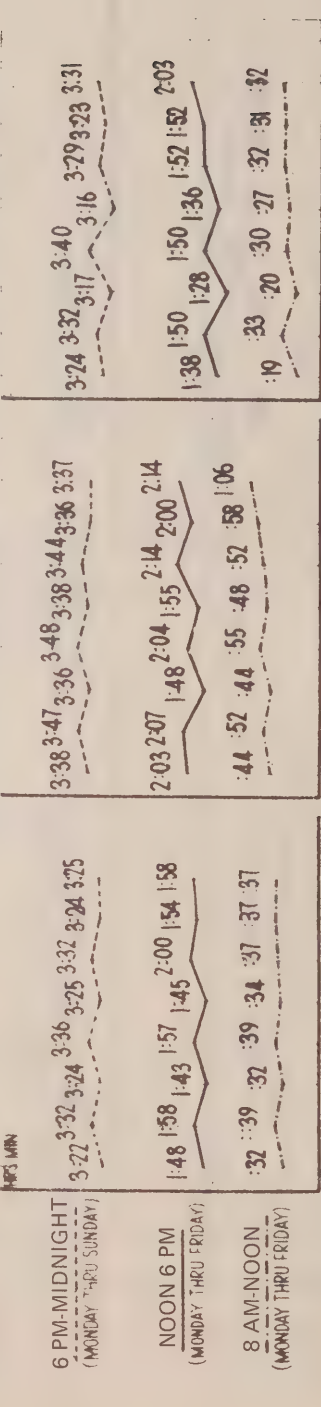 HRS MIN
6 PM-MIDNIGHT 3:22 3:32 3:24 3:36 3:25 3:32 3:24 3:25 3:38 3:47 3:36 3:48 3:38 3:44 3:36 3:37 3:24 3:32 3:17 3:40 3:16 3:29 3:23 3:31
(MONDAY THRU SUNDAY)
NOON 6 PM 1:48 1:58 1:43 1:57 1:45 2:00 1:54 1:58 2:03 2:07 1:48 2:04 1:55 2:14 2:00 2:14 1:38 1:50 1:28 1:50 1:36 1:52 1:52 2:03
(MONDAY THRU FRIDAY)
8 AM-NOON :32 :39 :32 :39 :34 :37 :37 :37 :44 :52 :44 :55 :48 :52 :58 1:06 :19 :33 :20 :30 :27 :32 :31 :32
(MONDAY THRU FRIDAY)